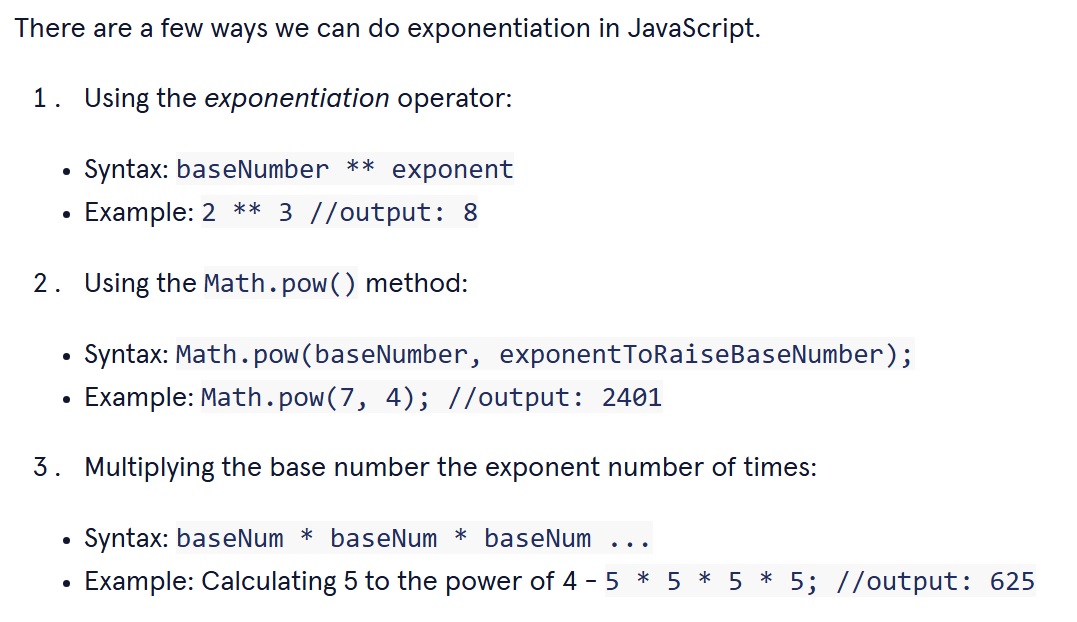 There are a few ways we can do exponentiation in JavaScript.
1. Using the exponentiation operator:
• Syntax: baseNumber ** exponent
• Example: 2 ** 3 //output: 8
2. Using the Math.pow() method:
• Syntax: Math.pow(baseNumber, exponentToRaiseBaseNumber);
• Example: Math.pow(7, 4); //output: 2401
3. Multiplying the base number the exponent number of times:
• Syntax: baseNum * baseNum * baseNum ...
• Example: Calculating 5 to the power of 4 - 5 * 5 * 5 * 5; //output: 625